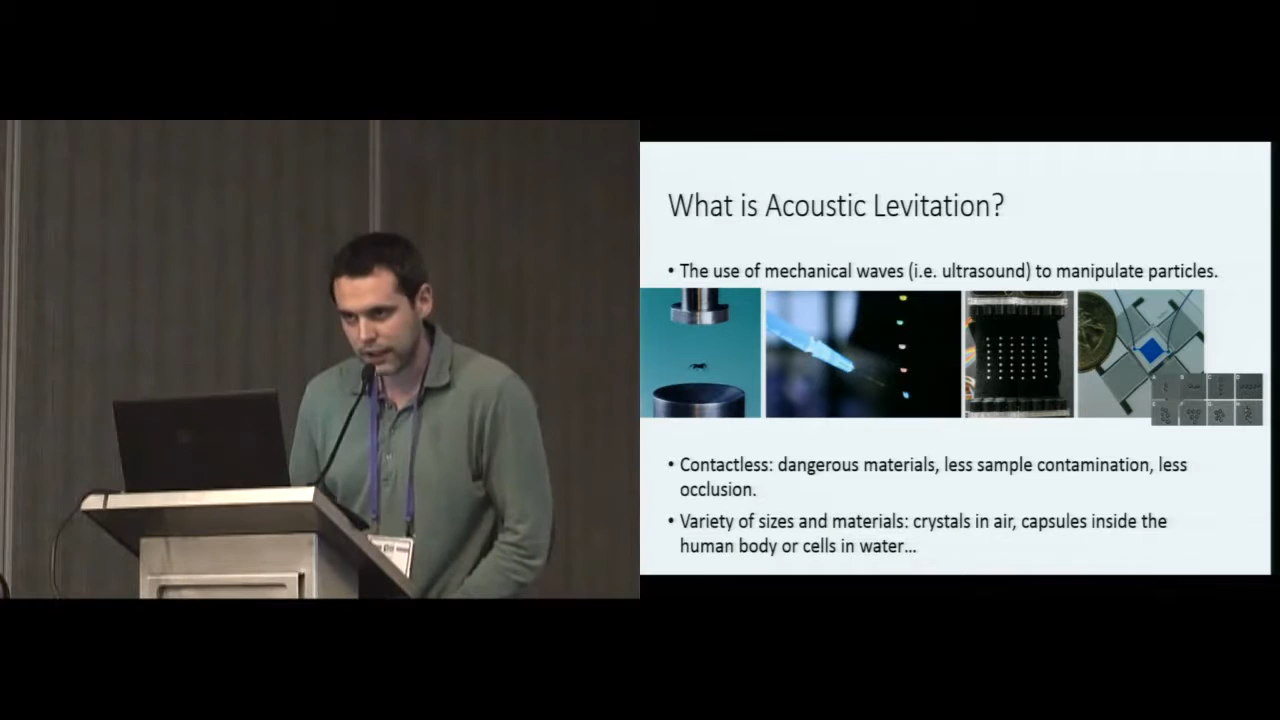 What is Acoustic Levitation?
• The use of mechanical waves (i.e. ultrasound) to manipulate particles.
• Contactless: dangerous materials, less sample contamination, less
occlusion.
• Variety of sizes and materials: crystals in air, capsules inside the
human body or cells in water…